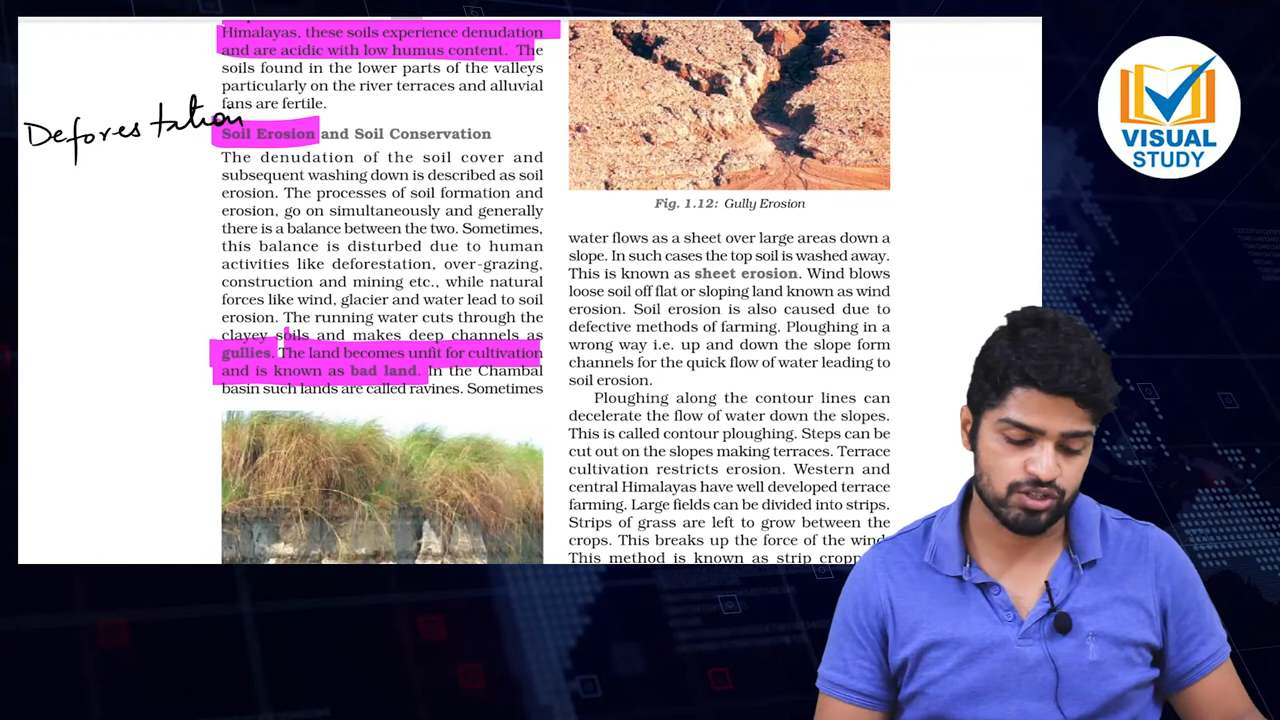 Himalayas, these soils experience denudation
and are acidic with low humus content. The
soils found in the lower parts of the valleys
particularly on the river terraces and alluvial
fans are fertile.
Deforestation
Soil Erosion and Soil Conservation
The denudation of the soil cover and
subsequent washing down is described as soil
erosion. The processes of soil formation and
erosion, go on simultaneously and generally
there is a balance between the two. Sometimes,
this balance is disturbed due to human
activities like deforestation, over-grazing,
construction and mining etc., while natural
forces like wind, glacier and water lead to soil
erosion. The running water cuts through the
clayey soils and makes deep channels as
gullies. The land becomes unfit for cultivation
and is known as bad land. In the Chambal
basin such lands are called ravines. Sometimes
Fig. 1.12: Gully Erosion
water flows as a sheet over large areas down a
slope. In such cases the top soil is washed away.
This is known as sheet erosion. Wind blows
loose soil off flat or sloping land known as wind
erosion. Soil erosion is also caused due to
defective methods of farming. Ploughing in a
wrong way i.e. up and down the slope form
channels for the quick flow of water leading to
soil erosion.
Ploughing along the contour lines can
decelerate the flow of water down the slopes.
This is called contour ploughing. Steps can be
cut out on the slopes making terraces. Terrace
cultivation restricts erosion. Western and
central Himalayas have well developed terrace
farming. Large fields can be divided into strips.
Strips of grass are left to grow between the
crops. This breaks up the force of the wind.
This method is known as strip
VISUAL
STUDY